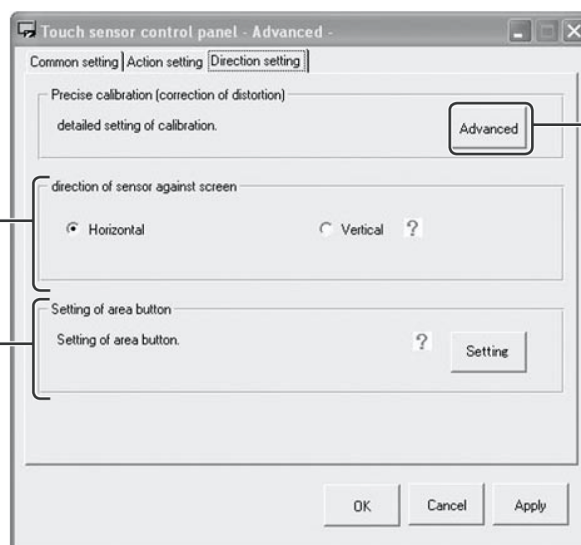 Touch sensor control panel - Advanced -
Common setting Action setting Direction setting
Precise calibration (correction of distortion)
detailed setting of calibration.
Advanced
direction of sensor against screen
Horizontal
Vertical ?
Setting of area button
Setting of area button.
? Setting
OK Cancel Apply